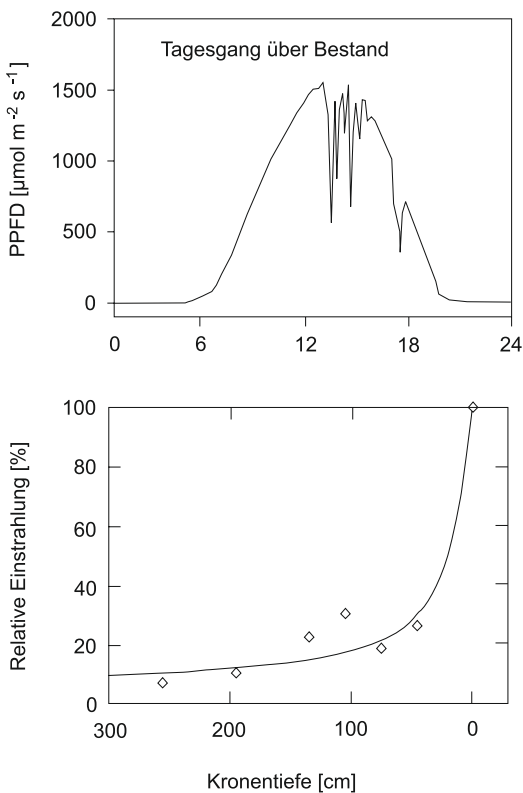 2000
Tagesgang über Bestand
1500
1000
500
0
PPFD [µmol m⁻² s⁻¹]
0 6 12 18 24
100
80
60
40
20
0
Relative Einstrahlung [%]
300 200 100 0
Kronentiefe [cm]